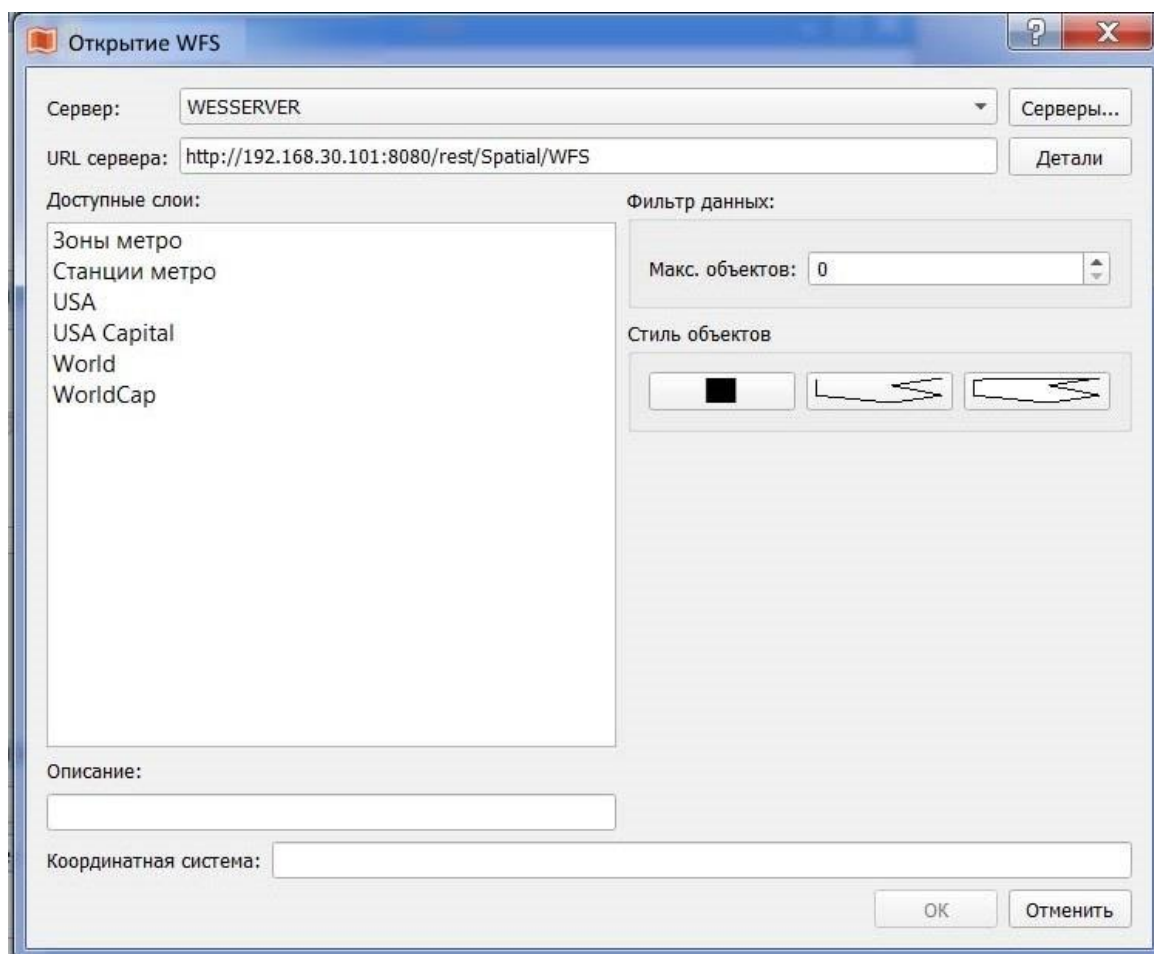 Открытие WFS
Сервер: WESSERVER Серверы...
URL сервера: http://192.168.30.101:8080/rest/Spatial/WFS Детали
Доступные слои:
Зоны метро
Станции метро
USA
USA Capital
World
WorldCap
Фильтр данных:
Макс. объектов: 0
Стиль объектов
Описание:
Координатная система:
OK Отменить